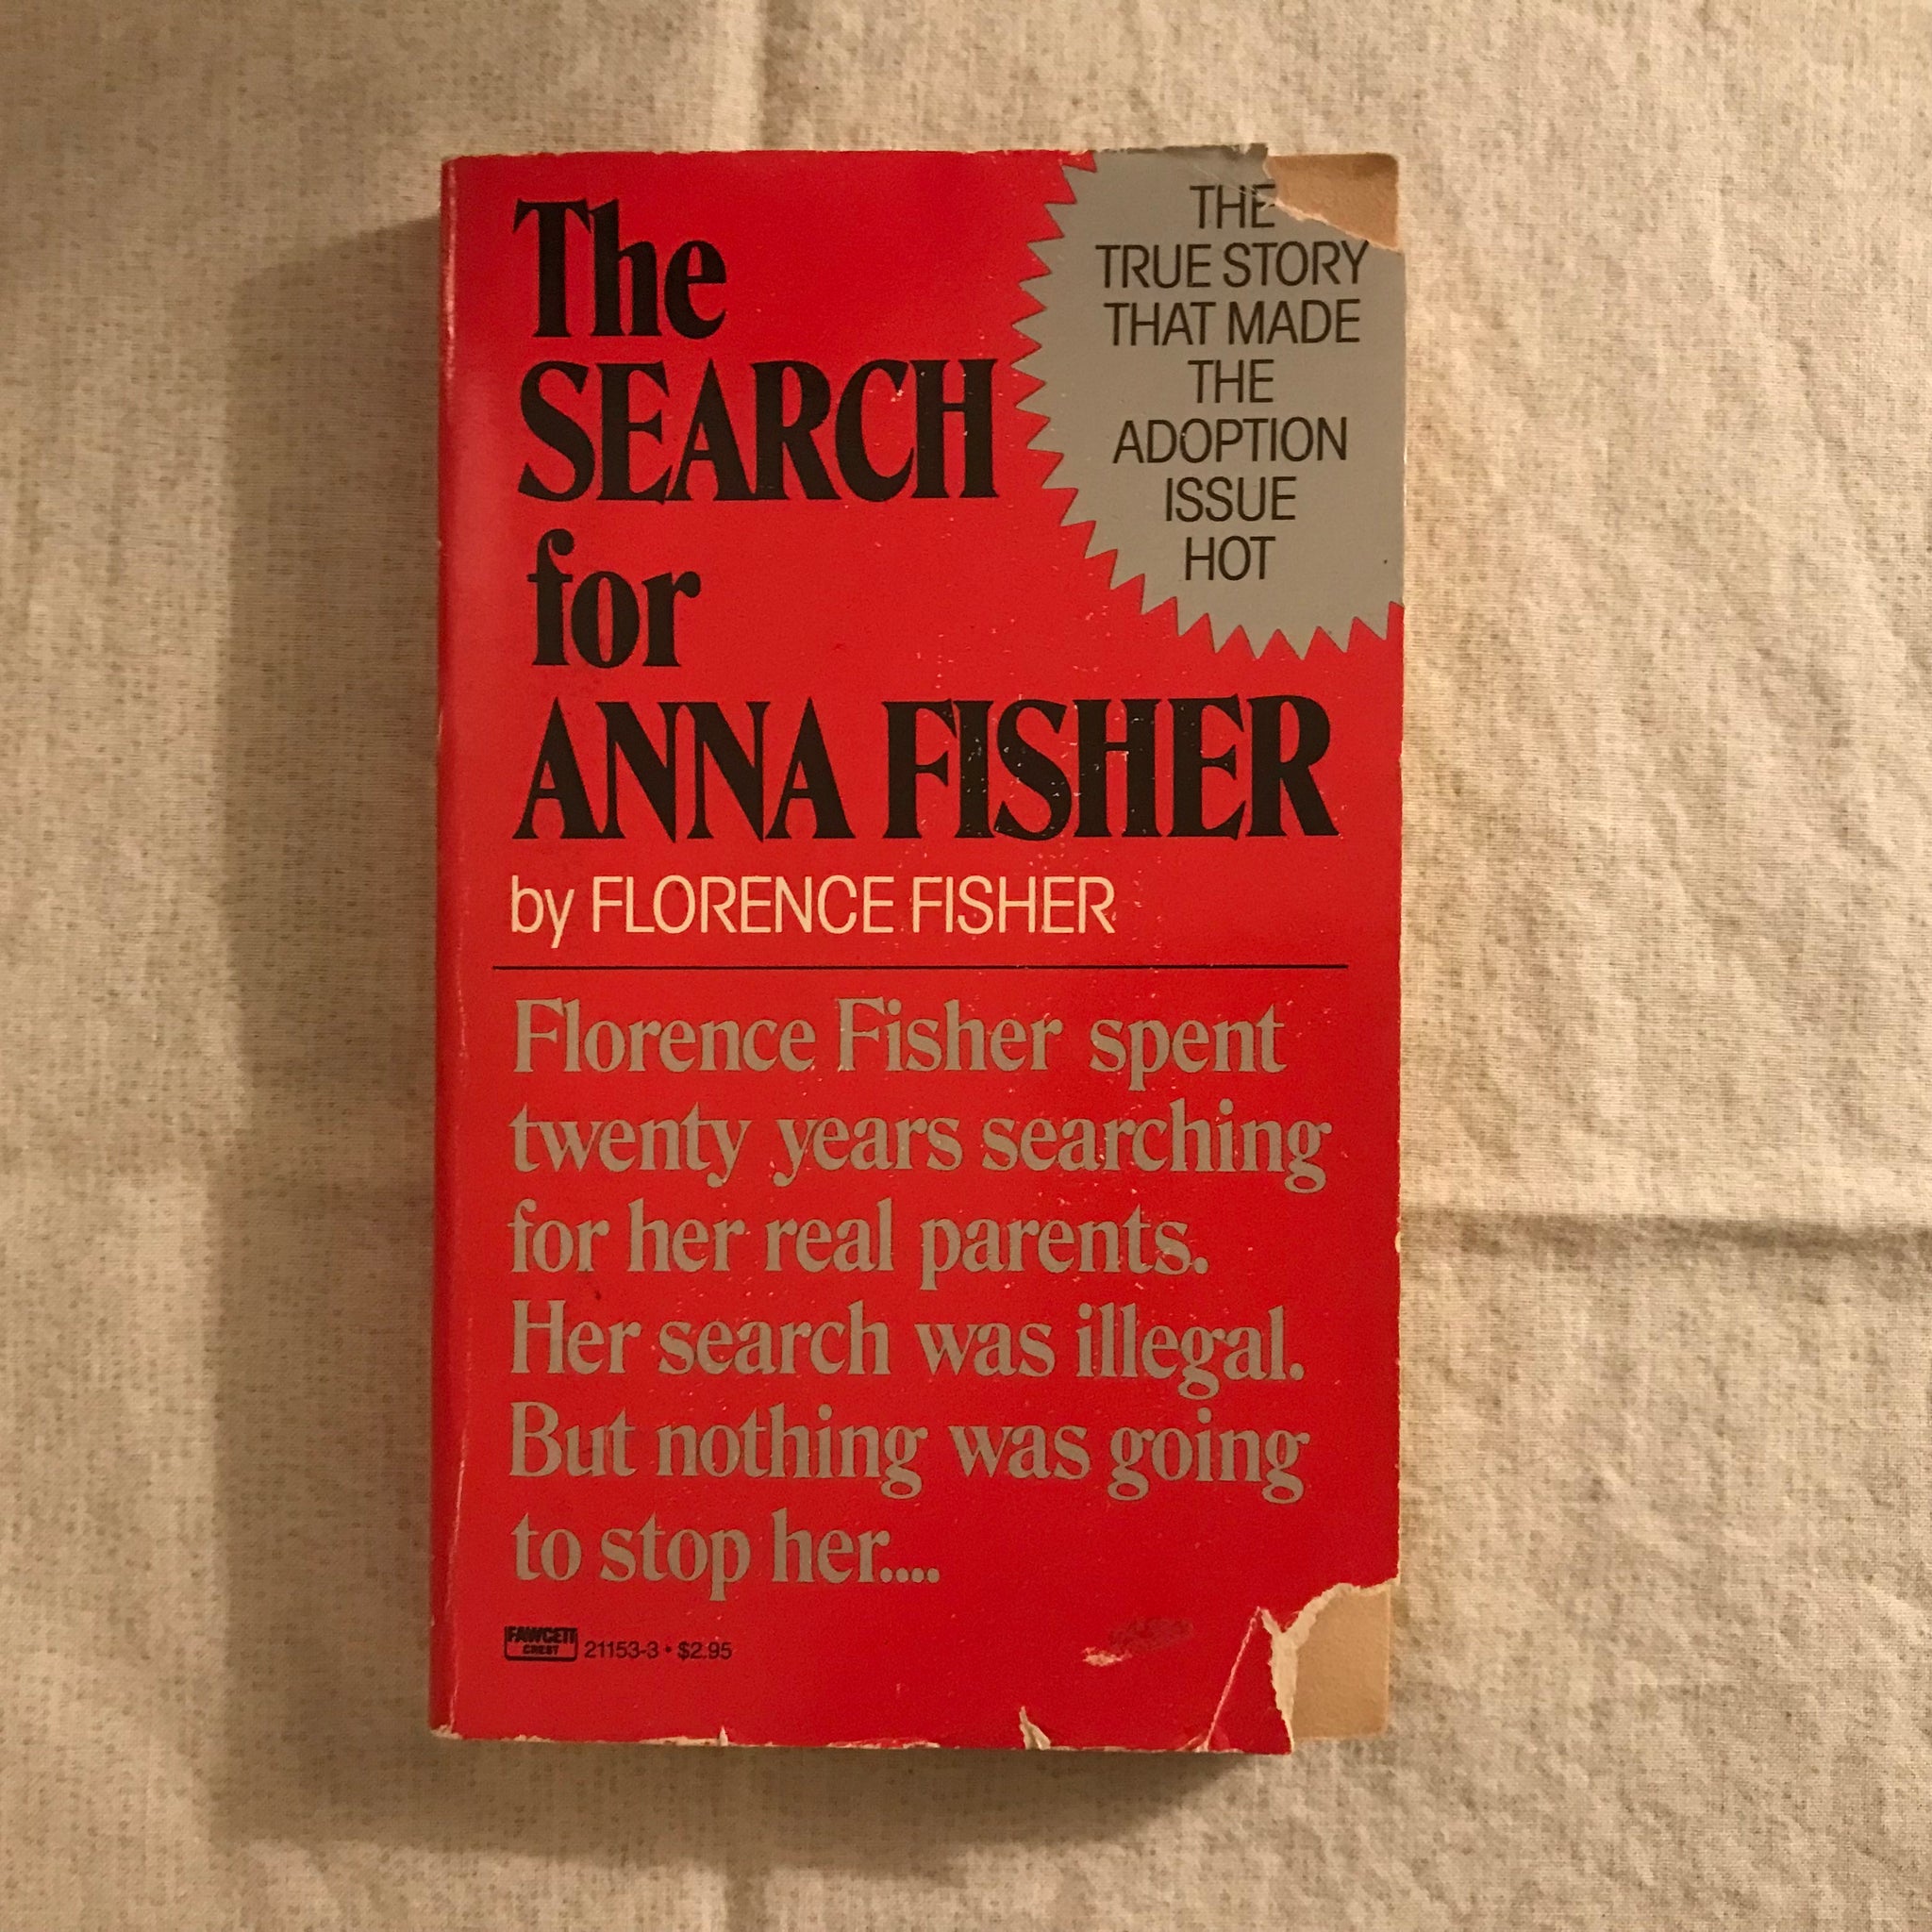 The
SEARCH
for
ANNA FISHER
by FLORENCE FISHER
THE
TRUE STORY
THAT MADE
THE
ADOPTION
ISSUE
HOT
Florence Fisher spent
twenty years searching
for her real parents.
Her search was illegal.
But nothing was going
to stop her....
FAWCETT
CREST
21153-3 • $2.95